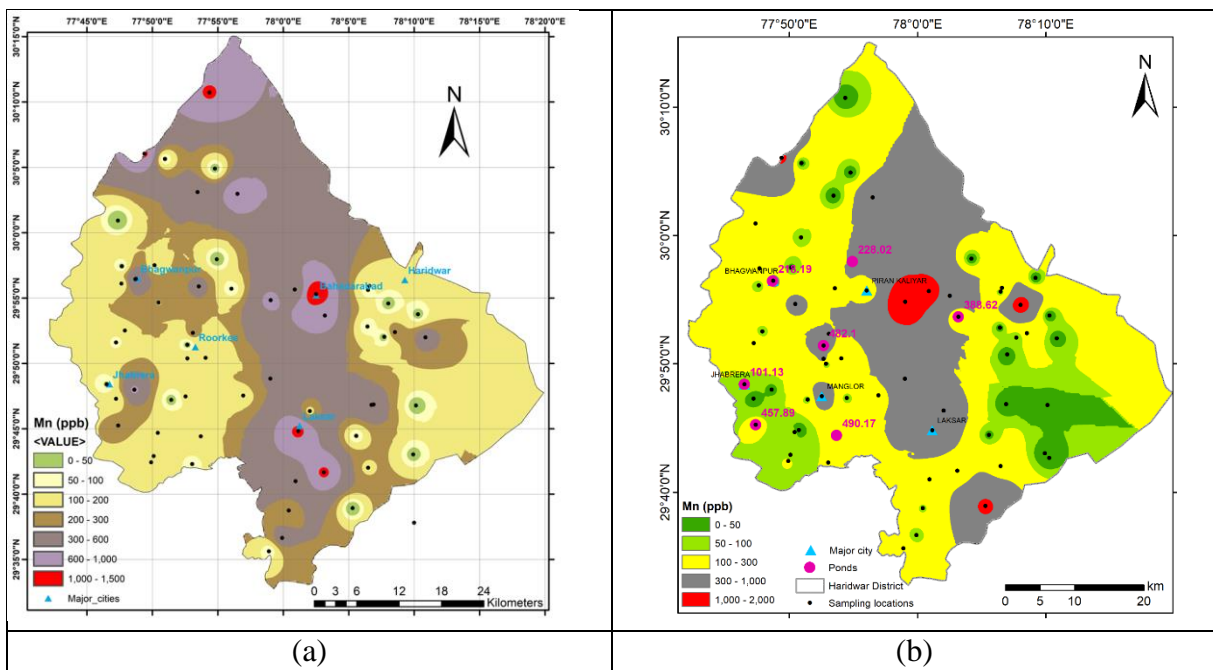 77°45'0"E 77°50'0"E 77°55'0"E 78°0'0"E 78°5'0"E 78°10'0"E 78°15'0"E 78°20'0"E
30°15'0"N
30°10'0"N
30°5'0"N
30°0'0"N
29°55'0"N
29°50'0"N
29°45'0"N
29°40'0"N
29°35'0"N
N
Bhagwanpur
Haridwar
Roorkee
Mn (ppb)
<VALUE>
0 - 50
50 - 100
100 - 200
200 - 300
300 - 600
600 - 1,000
1,000 - 1,500
Major_cities
0 3 6 12 18 24
Kilometers
(a)
77°50'0"E 78°0'0"E 78°10'0"E
30°10'0"N
30°0'0"N
29°50'0"N
29°40'0"N
N
228.02
BHAGWANPUR
PIRAN KALIYAR
388.62
JHABRERA
101.13
MANGLOR
457.89
490.17
LAKSAR
Mn (ppb)
0 - 50
50 - 100
100 - 300
300 - 1,000
1,000 - 2,000
Major city
Ponds
Haridwar District
Sampling locations
km
0 5 10 20
(b)